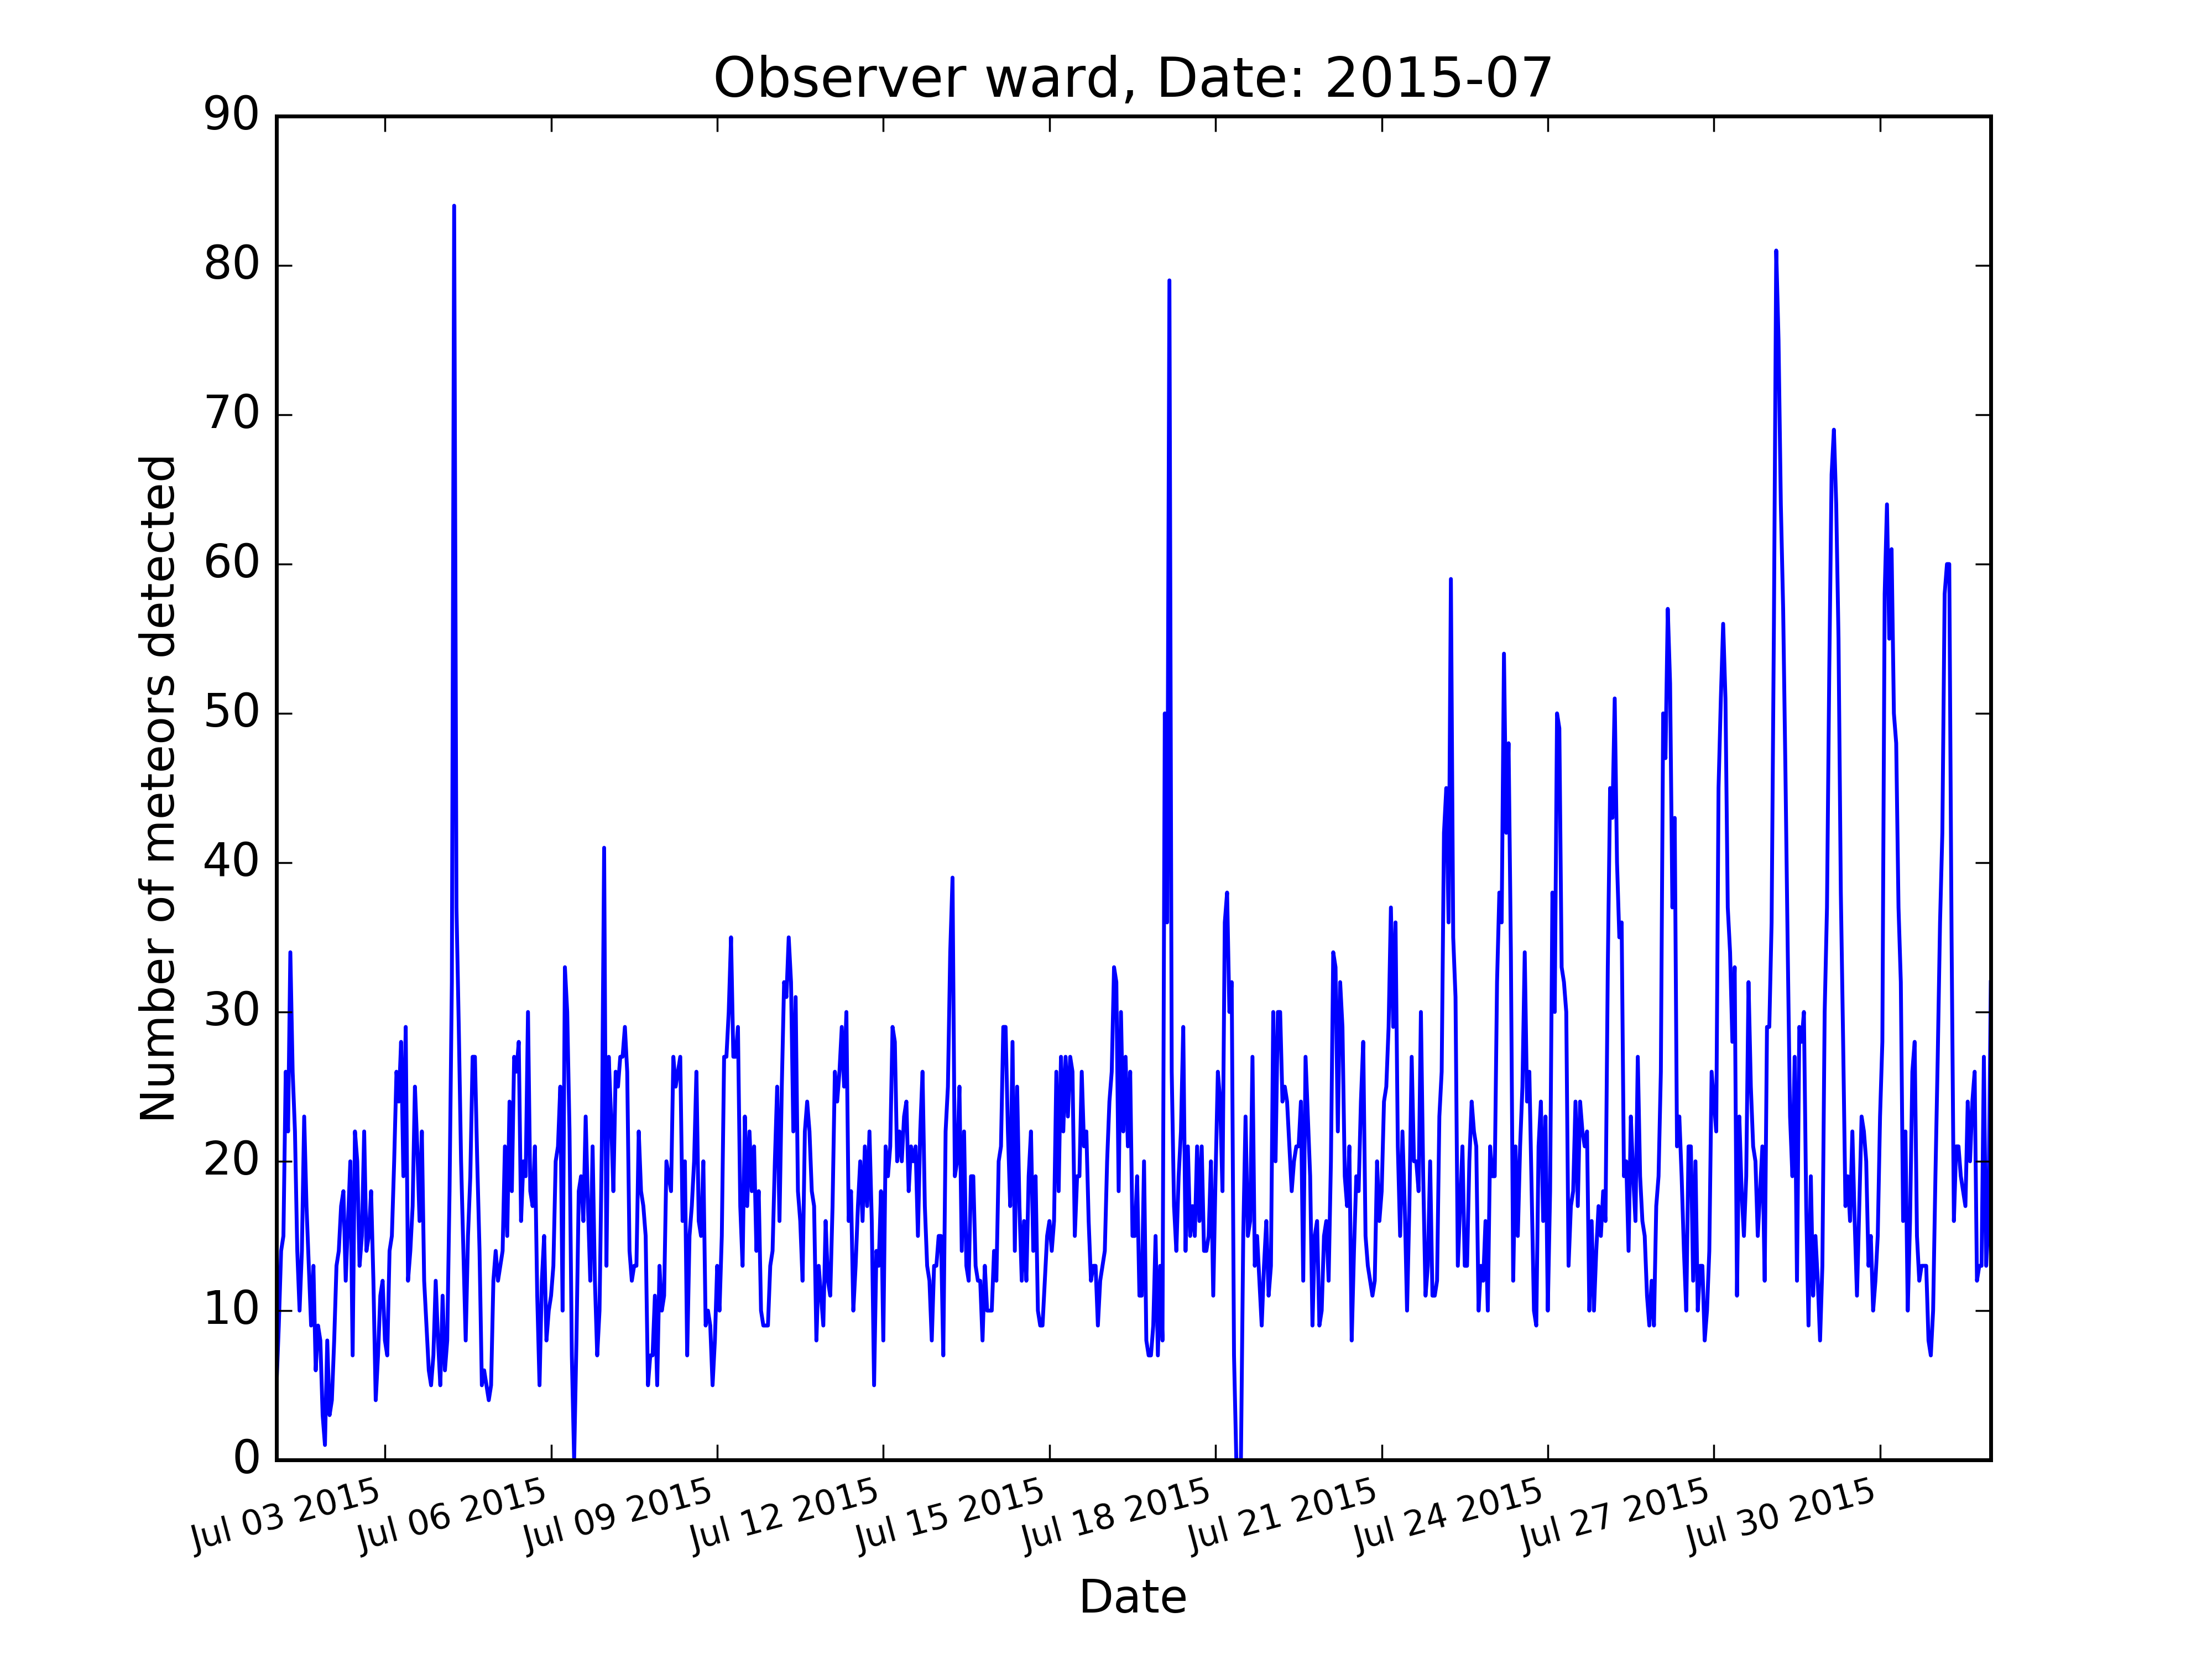 Observer ward, Date: 2015-07
90
80
70
60
50
40
30
20
10
0
Number of meteors detected
Jul 03 2015
Jul 06 2015
Jul 09 2015
Jul 12 2015
Jul 15 2015
Jul 18 2015
Jul 21 2015
Jul 24 2015
Jul 27 2015
Jul 30 2015
Date